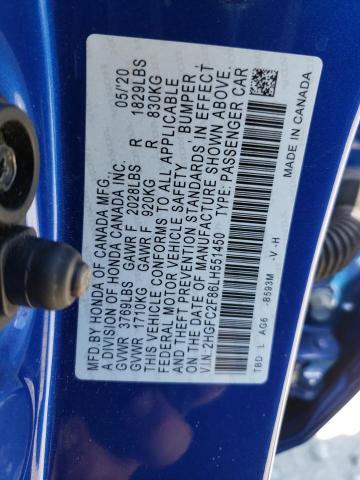 MFD BY HONDA OF CANADA MFG., 05/'20
A DIVISION OF HONDA CANADA INC.
GVWR 3769LBS GAWR F 2028LBS R 1829LBS
GVWR 1710KG GAWR F 920KG R 830KG
THIS VEHICLE CONFORMS TO ALL APPLICABLE
FEDERAL MOTOR VEHICLE SAFETY BUMPER
AND THEFT PREVENTION STANDARDS IN EFFECT
ON THE DATE OF MANUFACTURE SHOWN ABOVE.
V.I.N. 2HGFC2F86LH551450 TYPE: PASSENGER CAR
TBD L AG6 -B593M -V-H
MADE IN CANADA